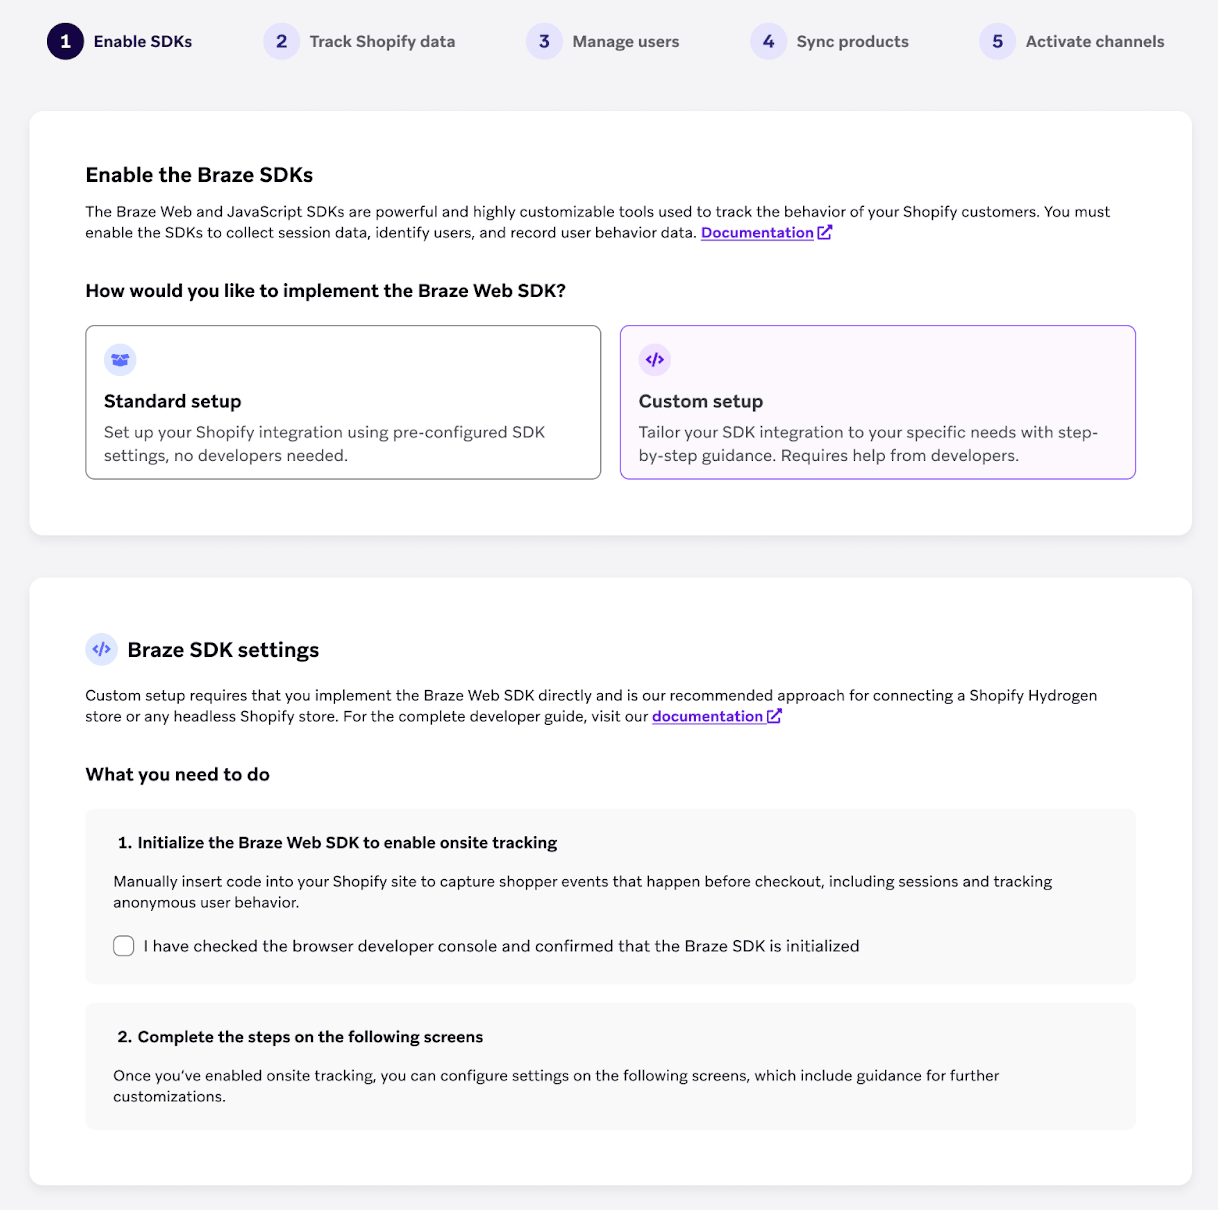 1 Enable SDKs 2 Track Shopify data 3 Manage users 4 Sync products 5 Activate channels
Enable the Braze SDKs
The Braze Web and JavaScript SDKs are powerful and highly customizable tools used to track the behavior of your Shopify customers. You must
enable the SDKs to collect session data, identify users, and record user behavior data. Documentation
How would you like to implement the Braze Web SDK?
Standard setup
Set up your Shopify integration using pre-configured SDK
settings, no developers needed.
Custom setup
Tailor your SDK integration to your specific needs with step-
by-step guidance. Requires help from developers.
Braze SDK settings
Custom setup requires that you implement the Braze Web SDK directly and is our recommended approach for connecting a Shopify Hydrogen
store or any headless Shopify store. For the complete developer guide, visit our documentation
What you need to do
1. Initialize the Braze Web SDK to enable onsite tracking
Manually insert code into your Shopify site to capture shopper events that happen before checkout, including sessions and tracking
anonymous user behavior.
I have checked the browser developer console and confirmed that the Braze SDK is initialized
2. Complete the steps on the following screens
Once you’ve enabled onsite tracking, you can configure settings on the following screens, which include guidance for further
customizations.